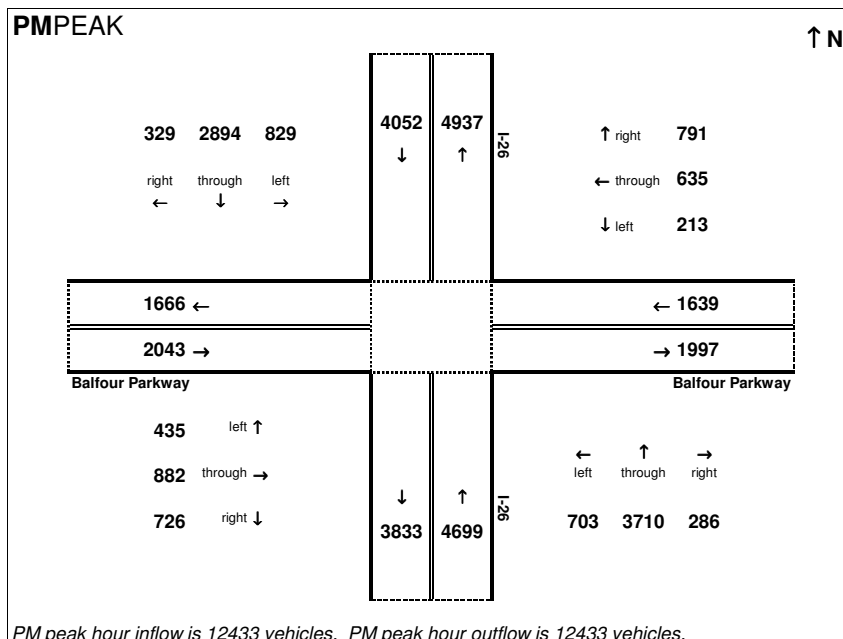 PMPEAK
↑ N
329 2894 829
right through left
← ↓ →
4052 4937
↓ ↑
I-26
↑ right 791
← through 635
↓ left 213
1666 ←
2043 →
← 1639
→ 1997
Balfour Parkway
Balfour Parkway
435 left ↑
882 through →
726 right ↓
↓ ↑
3833 4699
I-26
← ↑ →
left through right
703 3710 286
PM peak hour inflow is 12433 vehicles. PM peak hour outflow is 12433 vehicles.